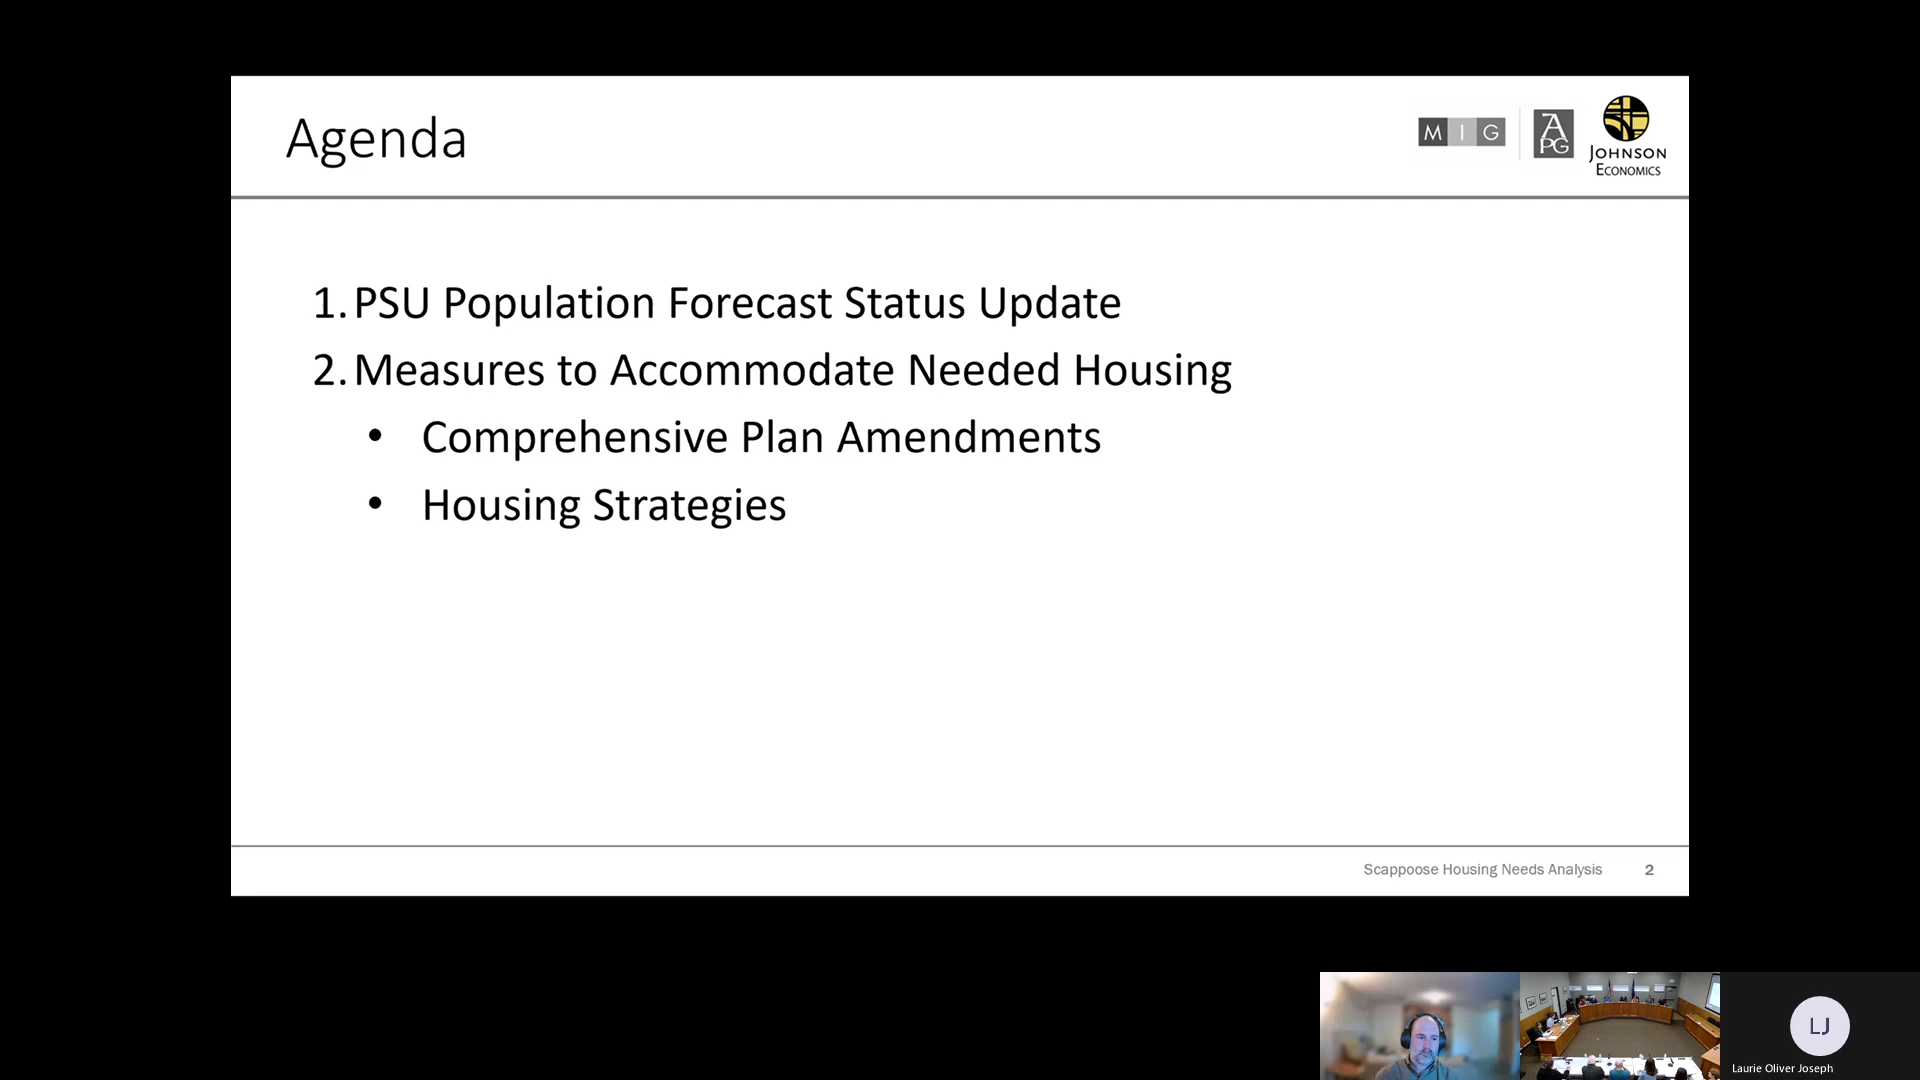 Agenda
M I G
APG
JOHNSON
ECONOMICS
1. PSU Population Forecast Status Update
2. Measures to Accommodate Needed Housing
• Comprehensive Plan Amendments
• Housing Strategies
Scappoose Housing Needs Analysis 2
LJ
Laurie Oliver Joseph